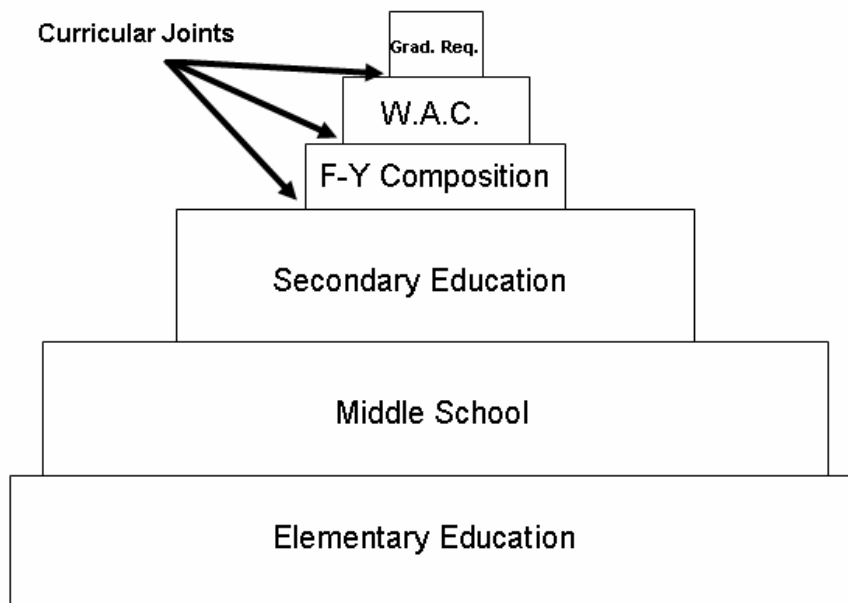 Curricular Joints
Grad. Req.
W.A.C.
F-Y Composition
Secondary Education
Middle School
Elementary Education